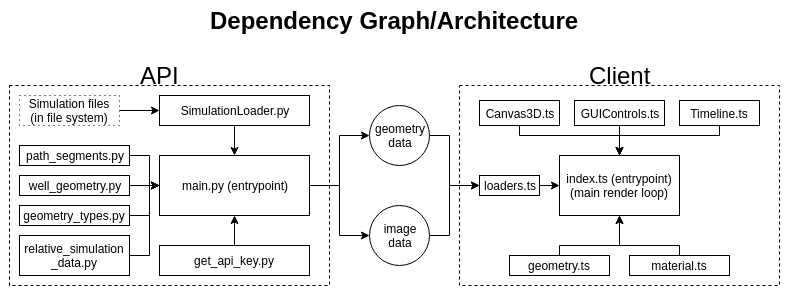 Dependency Graph/Architecture
API
Client
Simulation files
(in file system)
SimulationLoader.py
path_segments.py
well_geometry.py
geometry_types.py
relative_simulation
_data.py
main.py (entrypoint)
get_api_key.py
geometry
data
image
data
Canvas3D.ts
GUIControls.ts
Timeline.ts
loaders.ts
index.ts (entrypoint)
(main render loop)
geometry.ts
material.ts